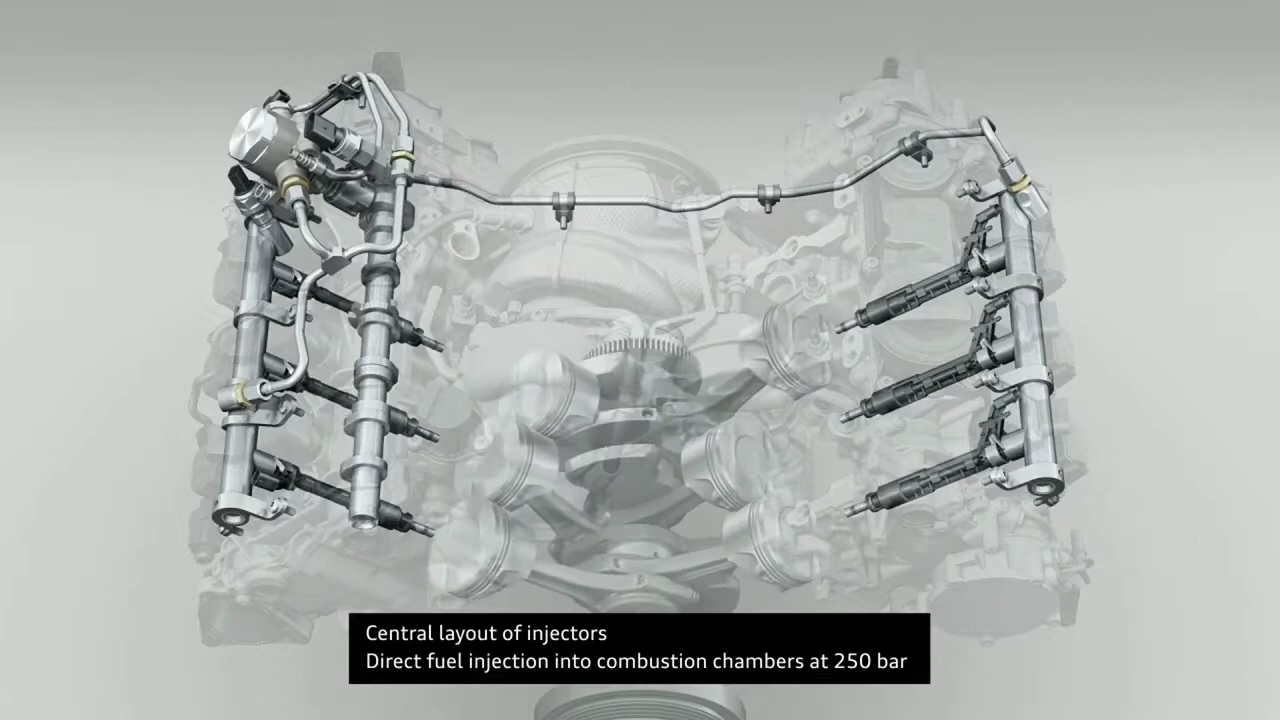 Central layout of injectors
Direct fuel injection into combustion chambers at 250 bar